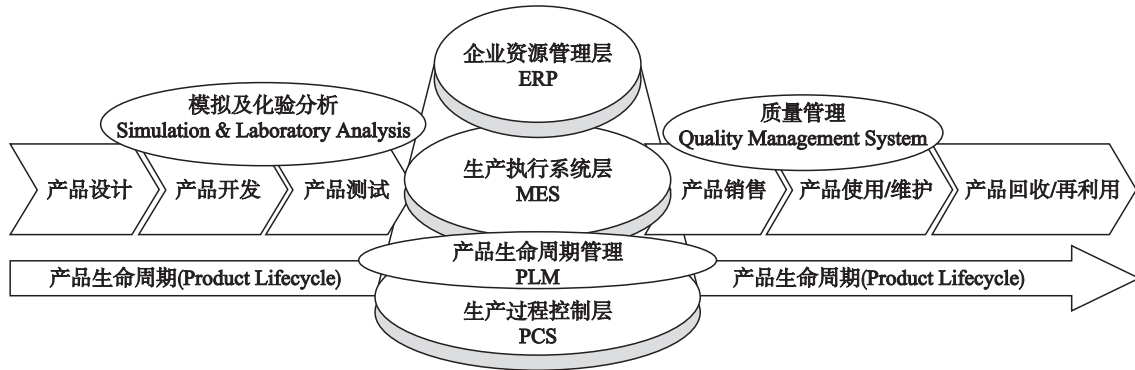 企业资源管理层
ERP
模拟及化验分析
Simulation & Laboratory Analysis
质量管理
Quality Management System
产品设计
产品开发
产品测试
生产执行系统层
MES
产品销售
产品使用/维护
产品回收/再利用
产品生命周期(Product Lifecycle)
产品生命周期管理
PLM
产品生命周期(Product Lifecycle)
生产过程控制层
PCS